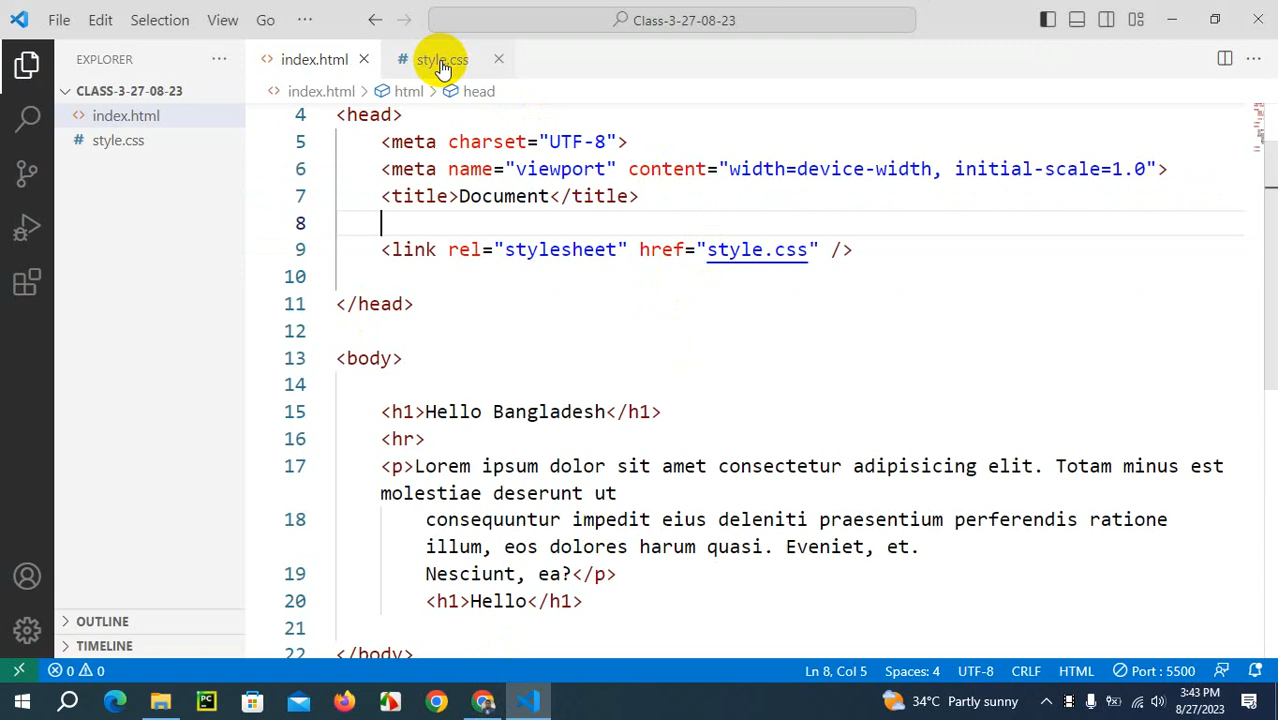 File Edit Selection View Go ··· Class-3-27-08-23
EXPLORER ···
CLASS-3-27-08-23
<> index.html
# style.css
OUTLINE
TIMELINE
<> index.html # style.css
<> index.html > html > head
4 <head>
5 <meta charset="UTF-8">
6 <meta name="viewport" content="width=device-width, initial-scale=1.0">
7 <title>Document</title>
8
9 <link rel="stylesheet" href="style.css" />
10
11 </head>
12
13 <body>
14
15 <h1>Hello Bangladesh</h1>
16 <hr>
17 <p>Lorem ipsum dolor sit amet consectetur adipisicing elit. Totam minus est
molestiae deserunt ut
18 consequuntur impedit eius deleniti praesentium perferendis ratione
illum, eos dolores harum quasi. Eveniet, et.
19 Nesciunt, ea?</p>
20 <h1>Hello</h1>
21
22 </body>
0 0 Ln 8, Col 5 Spaces: 4 UTF-8 CRLF HTML Port : 5500
PC 34°C Partly sunny 3:43 PM
8/27/2023